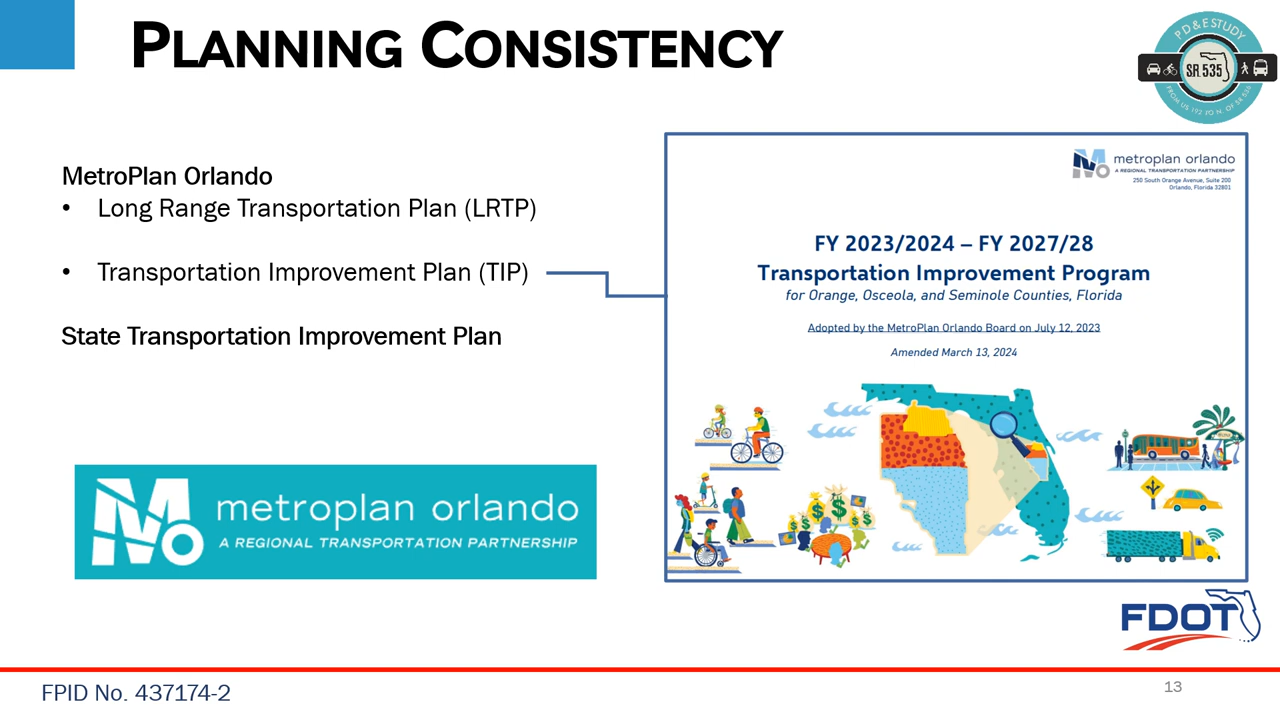 PLANNING CONSISTENCY
PD&E STUDY
SR 535
FROM US 192 TO N. OF SR 536
MetroPlan Orlando
• Long Range Transportation Plan (LRTP)
• Transportation Improvement Plan (TIP)
State Transportation Improvement Plan
metroplan orlando
A REGIONAL TRANSPORTATION PARTNERSHIP
metroplan orlando
A REGIONAL TRANSPORTATION PARTNERSHIP
250 South Orange Avenue, Suite 200
Orlando, Florida 32801
FY 2023/2024 – FY 2027/28
Transportation Improvement Program
for Orange, Osceola, and Seminole Counties, Florida
Adopted by the MetroPlan Orlando Board on July 12, 2023
Amended March 13, 2024
FDOT
FPID No. 437174-2
13